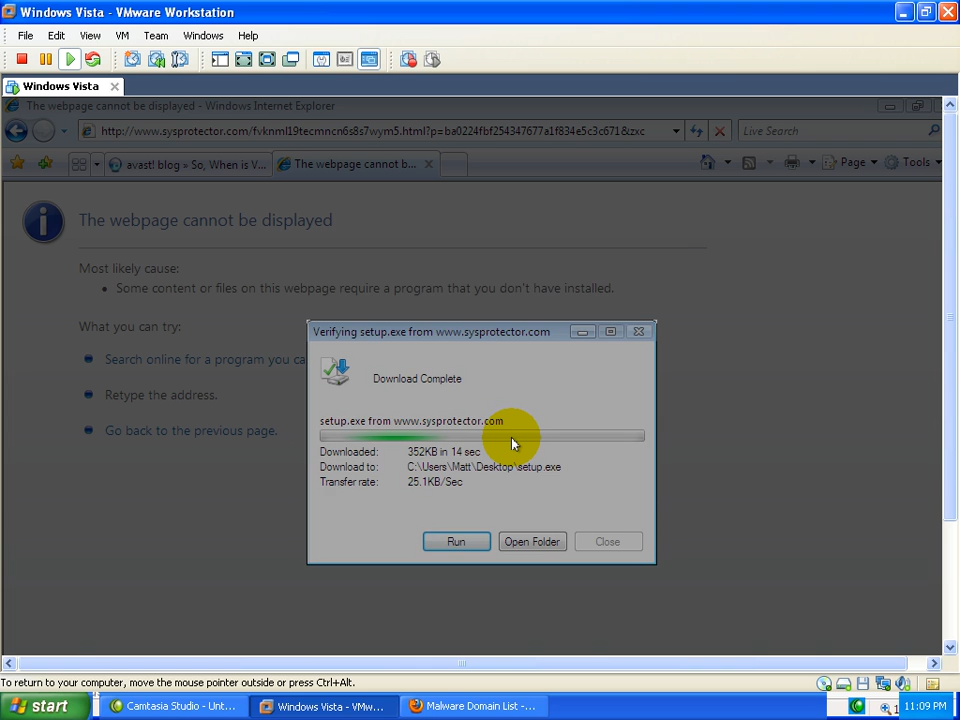 Windows Vista - VMware Workstation
File Edit View VM Team Windows Help
Windows Vista
The webpage cannot be displayed - Windows Internet Explorer
http://www.sysprotector.com/fvknml19tecmncn6s8s7wym5.html?p=ba0224fbf254347677a1f834e5c3c671&zxc
Live Search
avast! blog » So, When is V...
The webpage cannot b...
Page
Tools
The webpage cannot be displayed
Most likely cause:
• Some content or files on this webpage require a program that you don't have installed.
What you can try:
Search online for a program you ca
Retype the address.
Go back to the previous page.
Verifying setup.exe from www.sysprotector.com
Download Complete
setup.exe from www.sysprotector.com
Downloaded: 352KB in 14 sec
Download to: C:\Users\Matt\Desktop\setup.exe
Transfer rate: 25.1KB/Sec
Run Open Folder Close
To return to your computer, move the mouse pointer outside or press Ctrl+Alt.
start
Camtasia Studio - Unt...
Windows Vista - VMw...
Malware Domain List -...
11:09 PM